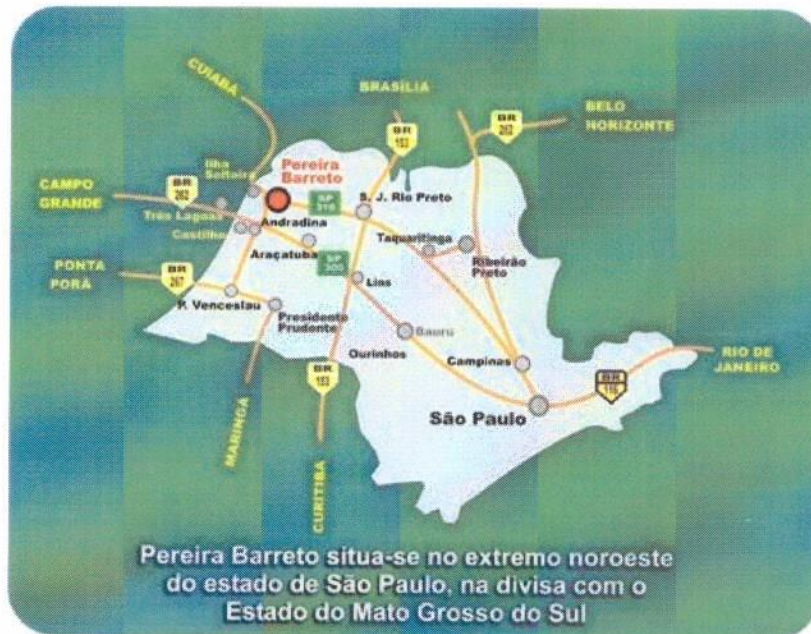 CUIABÁ
BRASÍLIA
BR
153
BR
262
BELO
HORIZONTE
Ilha
Solteira
Pereira
Barreto
CAMPO
GRANDE
BR
262
SP
310
S. J. Rio Preto
Três Lagoas
Castilho
Andradina
Araçatuba
SP
300
Taquaritinga
Ribeirão
Preto
PONTA
PORÃ
BR
267
Lins
P. Venceslau
Presidente
Prudente
Bauru
Ourinhos
Campinas
RIO DE
JANEIRO
BR
153
BR
116
São Paulo
MARINGÁ
CURITIBA
Pereira Barreto situa-se no extremo noroeste
do estado de São Paulo, na divisa com o
Estado do Mato Grosso do Sul